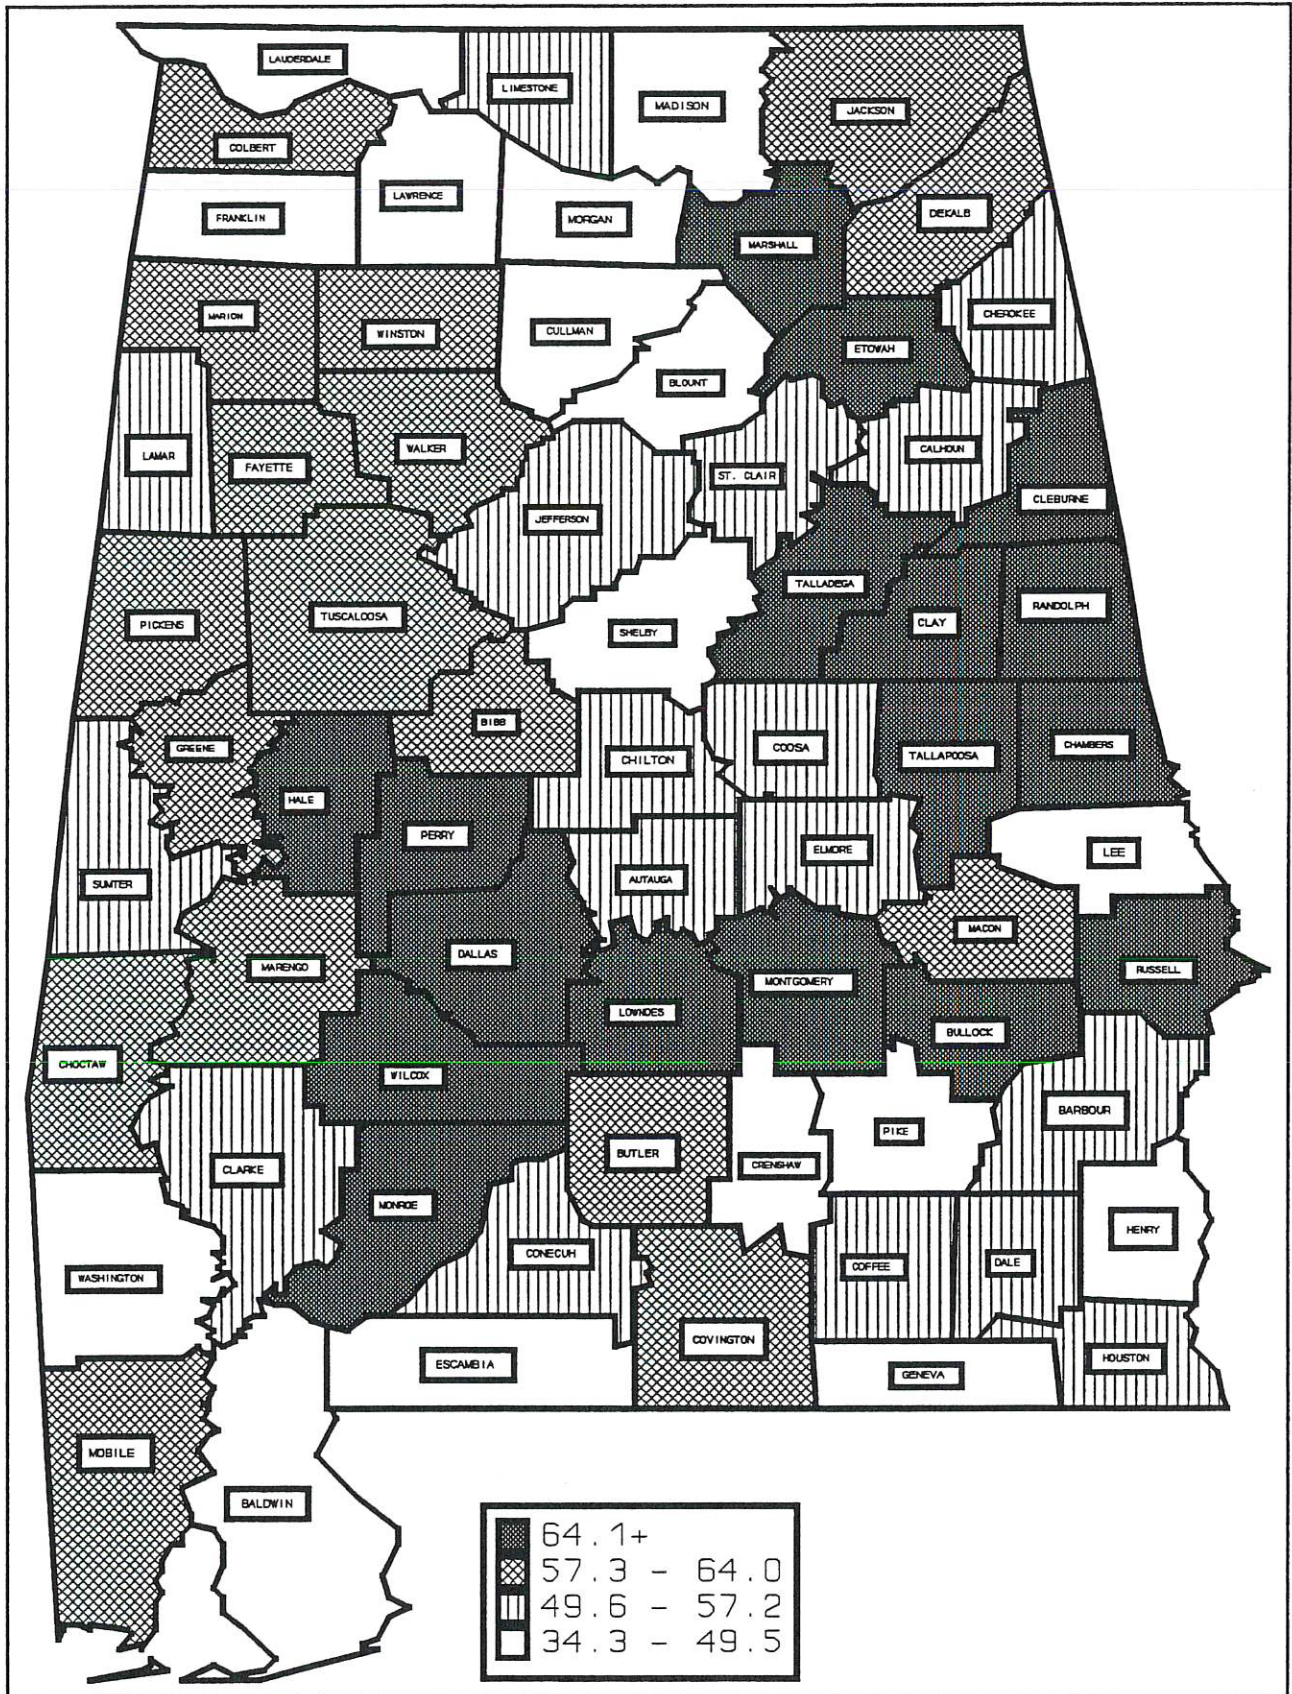 LAUDERDALE
LIMESTONE
MADISON
JACKSON
COLBERT
LAWRENCE
FRANKLIN
MORGAN
DEKALB
MARSHALL
MARION
WINSTON
CULLMAN
CHEROKEE
ETOWAH
BLOUNT
LAMAR
FAYETTE
WALKER
ST. CLAIR
CALHOUN
CLEBURNE
JEFFERSON
PICKENS
TUSCALOOSA
SHELBY
TALLADEGA
CLAY
RANDOLPH
GREENE
BIBB
CHILTON
COOSA
TALLAPOOSA
CHAMBERS
HALE
PERRY
SUMTER
AUTAUGA
ELMORE
LEE
MARENGO
DALLAS
MACON
LOWNDES
MONTGOMERY
RUSSELL
BULLOCK
CHOCTAW
WILCOX
BARBOUR
CLARKE
BUTLER
CRENSHAW
PIKE
MONROE
CONECUH
HENRY
WASHINGTON
COFFEE
DALE
ESCAMBIA
COVINGTON
GENEVA
HOUSTON
MOBILE
BALDWIN
64.1+
57.3 - 64.0
49.6 - 57.2
34.3 - 49.5